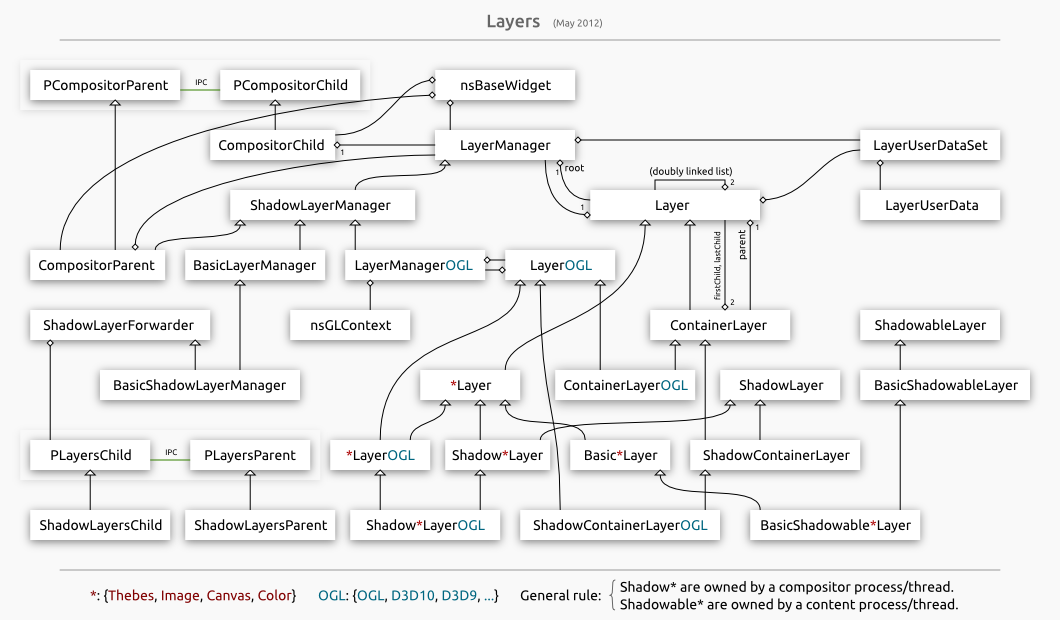 Layers (May 2012)
PCompositorParent IPC PCompositorChild nsBaseWidget
CompositorChild 1 LayerManager LayerUserDataSet
1 root (doubly linked list) 2
ShadowLayerManager 1 Layer LayerUserData
firstChild, lastChild parent 1
CompositorParent BasicLayerManager LayerManagerOGL LayerOGL
2
ShadowLayerForwarder nsGLContext ContainerLayer ShadowableLayer
BasicShadowLayerManager *Layer ContainerLayerOGL ShadowLayer BasicShadowableLayer
PLayersChild IPC PLayersParent *LayerOGL Shadow*Layer Basic*Layer ShadowContainerLayer
ShadowLayersChild ShadowLayersParent Shadow*LayerOGL ShadowContainerLayerOGL BasicShadowable*Layer
*: {Thebes, Image, Canvas, Color} OGL: {OGL, D3D10, D3D9, ...} General rule:
Shadow* are owned by a compositor process/thread.
Shadowable* are owned by a content process/thread.